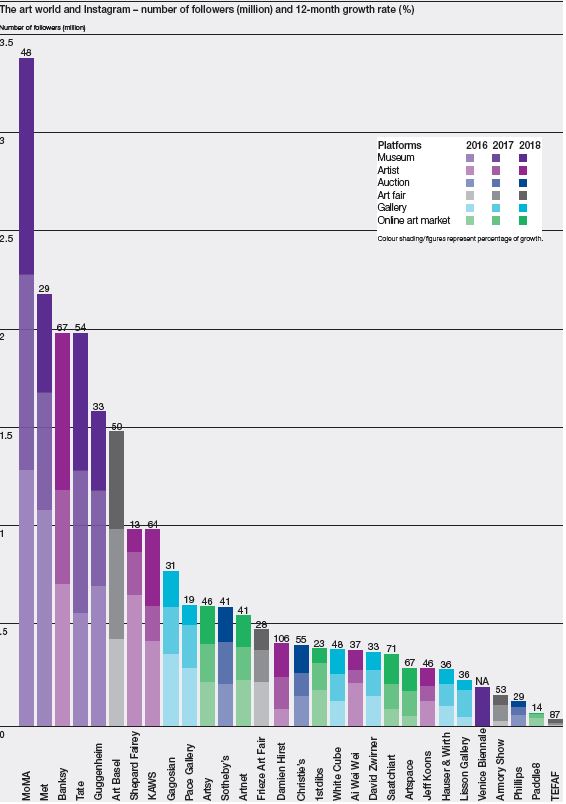 The art world and Instagram – number of followers (million) and 12-month growth rate (%)
Number of followers (million)
3.5
48
3
Platforms 2016 2017 2018
Museum
Artist
Auction
Art fair
Gallery
Online art market
Colour shading/figures represent percentage of growth.
2.5
29
2
67 54
33
1.5
50
1
13 64
31
19 46 41 41
.5
28
106 55 23 48 37 33 71 67 46 36 36 NA 53 29 14 87
0
MoMA
Met
Banksy
Tate
Guggenheim
Art Basel
Shepard Fairey
KAWS
Gagosian
Pace Gallery
Artsy
Sotheby's
Artnet
Frieze Art Fair
Damien Hirst
Christie's
1stdibs
White Cube
Ai Wei Wei
David Zwirner
Saatchiart
Artspace
Jeff Koons
Hauser & Wirth
Lisson Gallery
Venice Biennale
Armory Show
Phillips
Paddle8
TEFAF